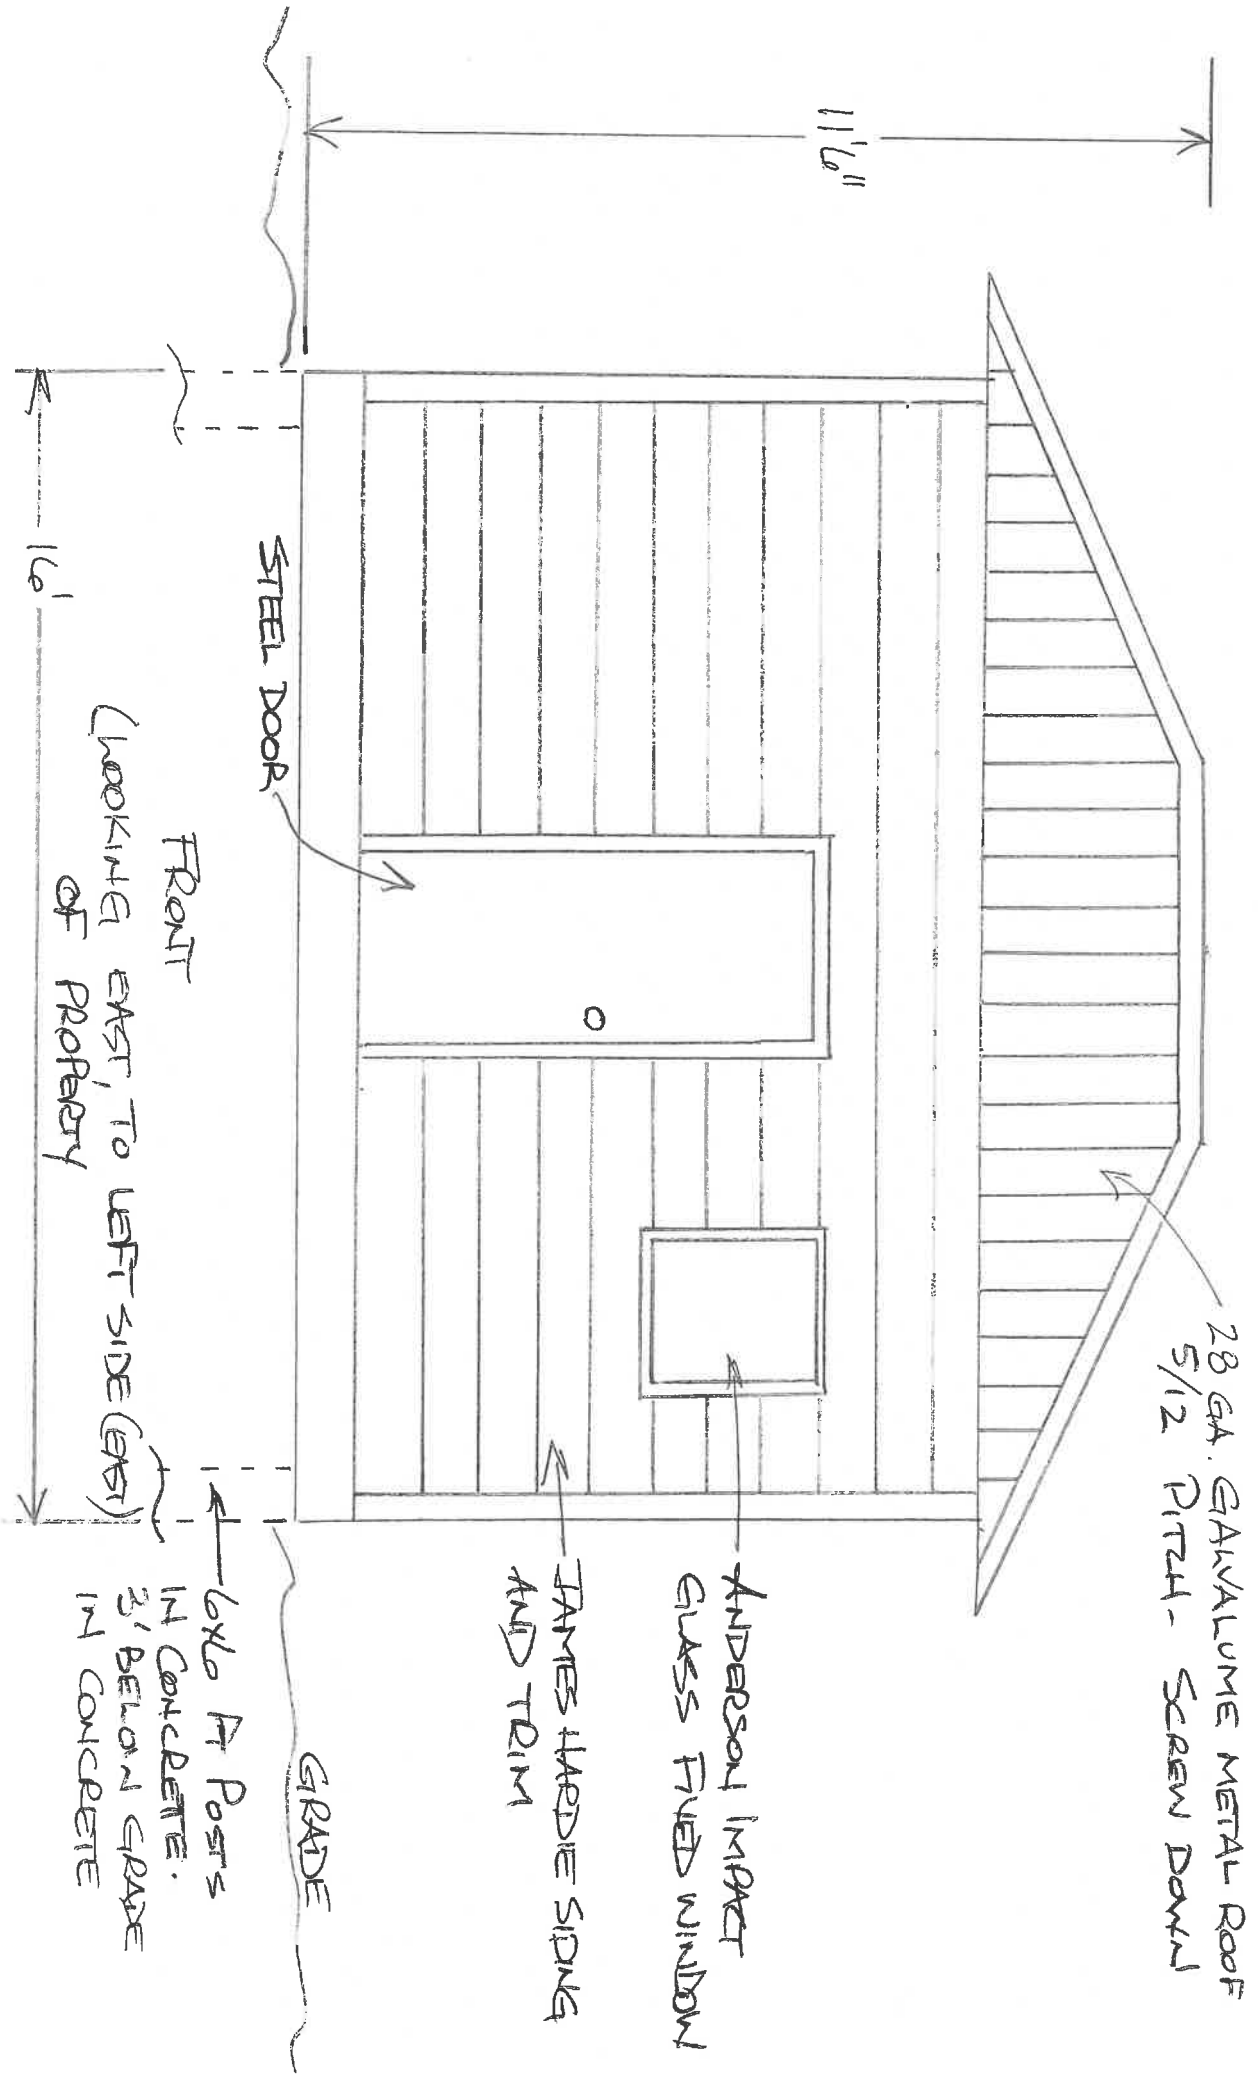 28 GA. GALVALUME METAL ROOF
5/12 PITCH - SCREW DOWN
11'6"
ANDERSON IMPACT
GLASS FIXED WINDOW
JAMES HARDIE SIDING
AND TRIM
GRADE
STEEL DOOR
6x6 PT POSTS
IN CONCRETE.
3' BELOW GRADE
IN CONCRETE
FRONT
(LOOKING EAST, TO LEFT SIDE (EAST)
OF PROPERTY
16'